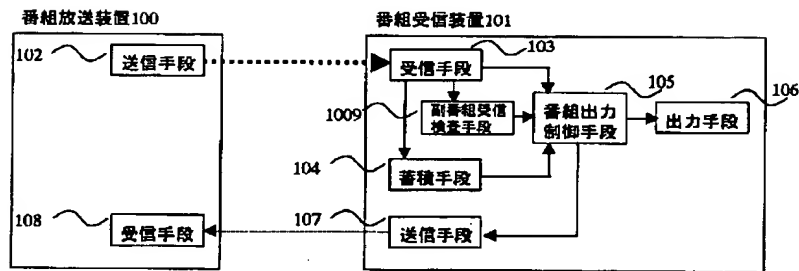 番組放送装置100
番組受信装置101
102
送信手段
103
受信手段
105
106
1009
副番組受信
検査手段
番組出力
制御手段
出力手段
104
蓄積手段
108
受信手段
107
送信手段